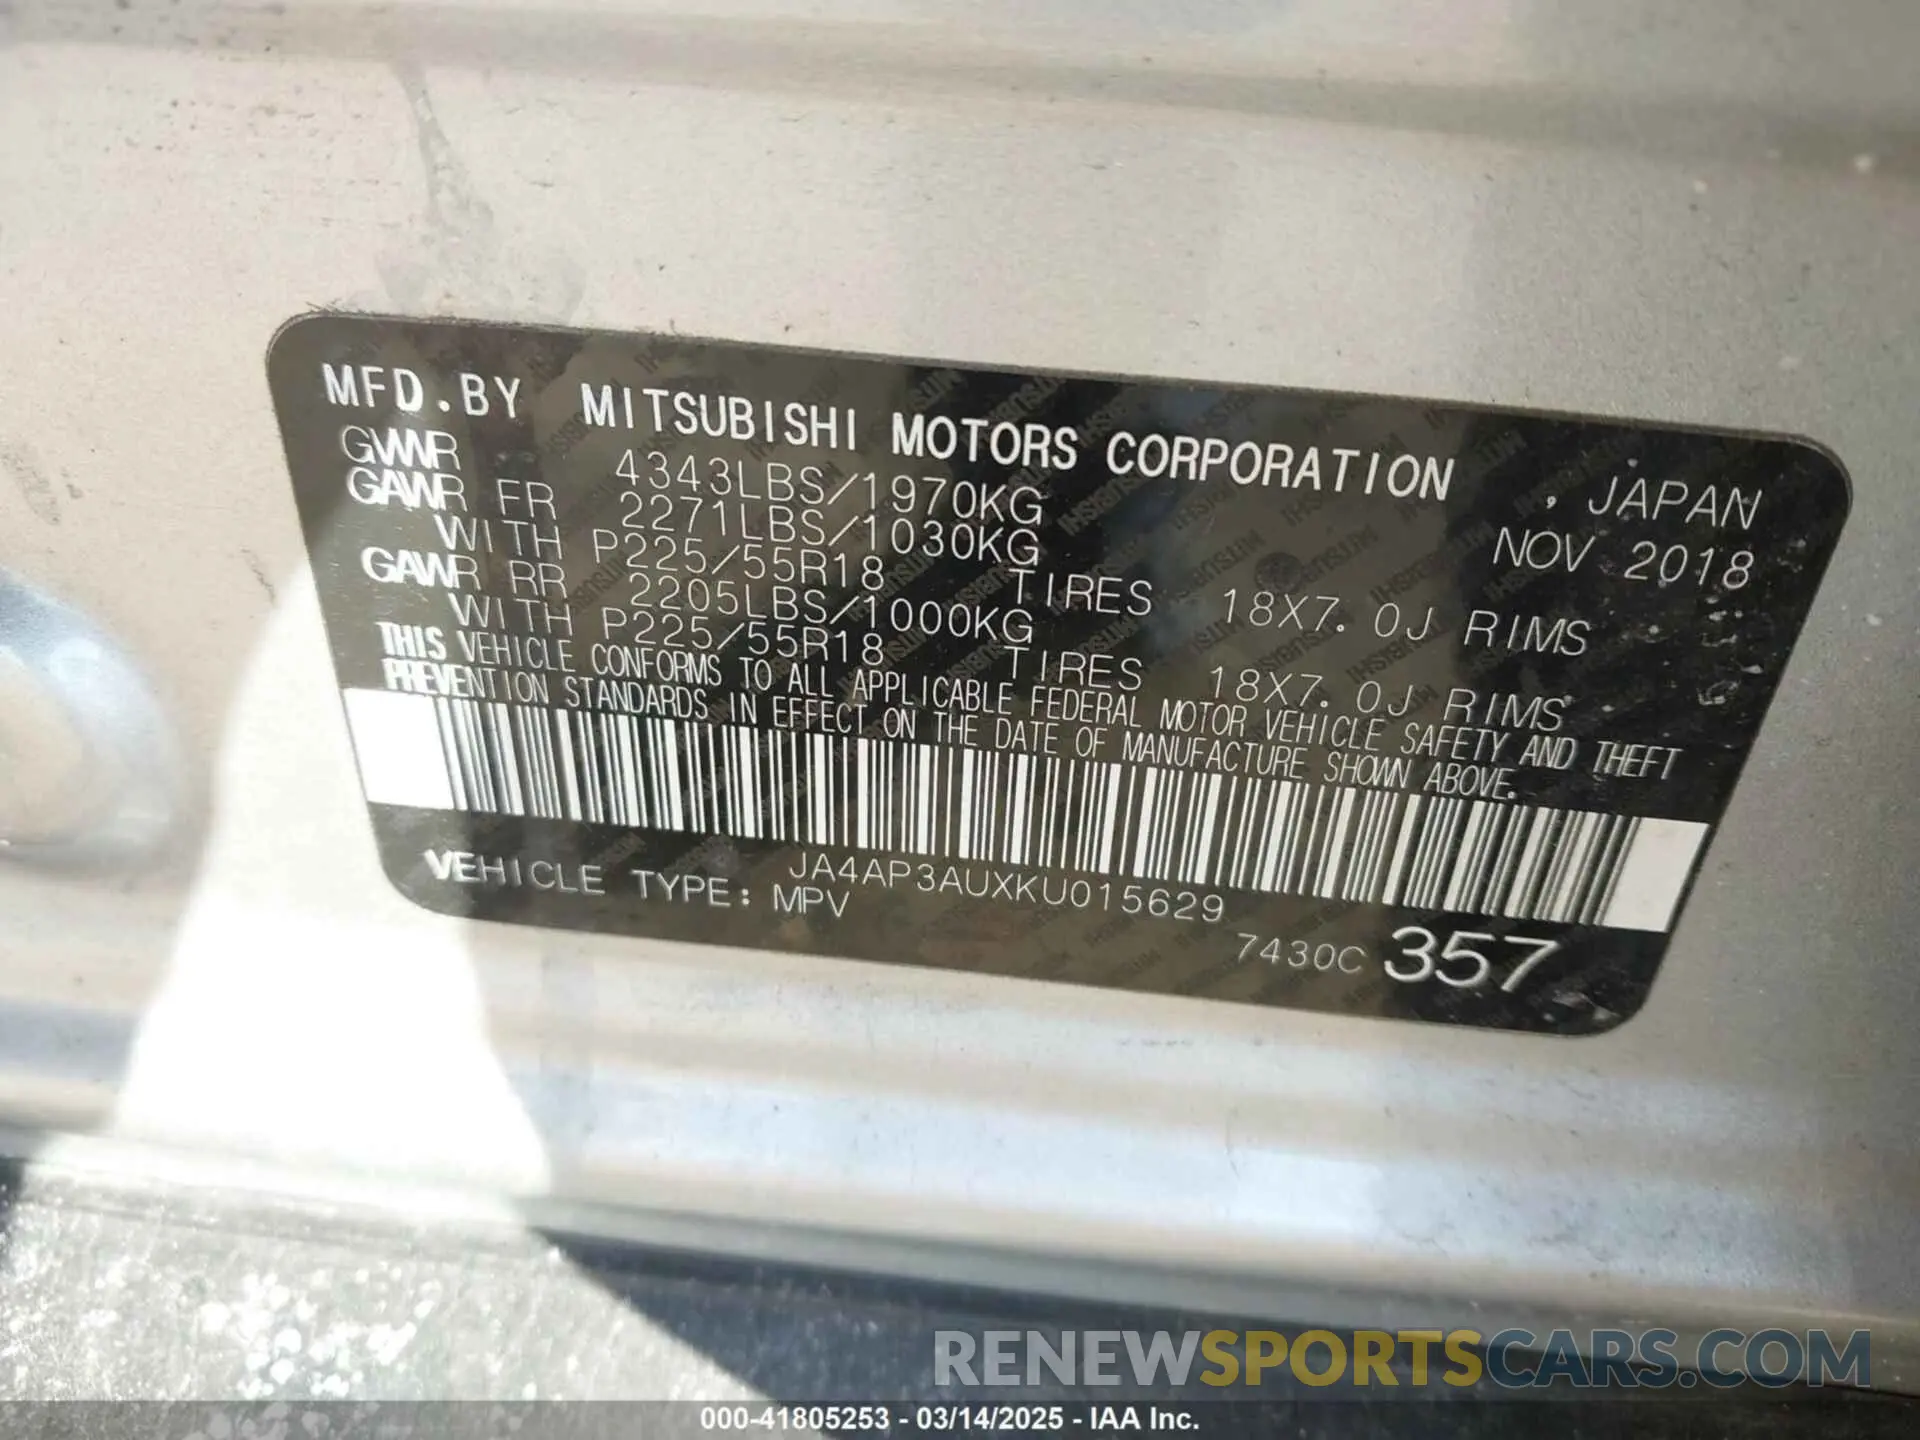 MFD.BY MITSUBISHI MOTORS CORPORATION , JAPAN
GVWR 4343LBS/1970KG NOV 2018
GAWR FR 2271LBS/1030KG
WITH P225/55R18 TIRES 18X7.0J RIMS
GAWR RR 2205LBS/1000KG
WITH P225/55R18 TIRES 18X7.0J RIMS
THIS VEHICLE CONFORMS TO ALL APPLICABLE FEDERAL MOTOR VEHICLE SAFETY AND THEFT
PREVENTION STANDARDS IN EFFECT ON THE DATE OF MANUFACTURE SHOWN ABOVE.
JA4AP3AUXKU015629
VEHICLE TYPE: MPV
7430C 357
RENEWSPORTSCARS.COM
000-41805253 - 03/14/2025 - IAA Inc.